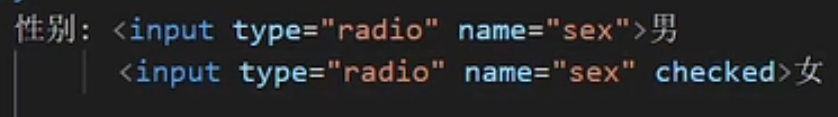 性别: <input type="radio" name="sex">男
<input type="radio" name="sex" checked>女